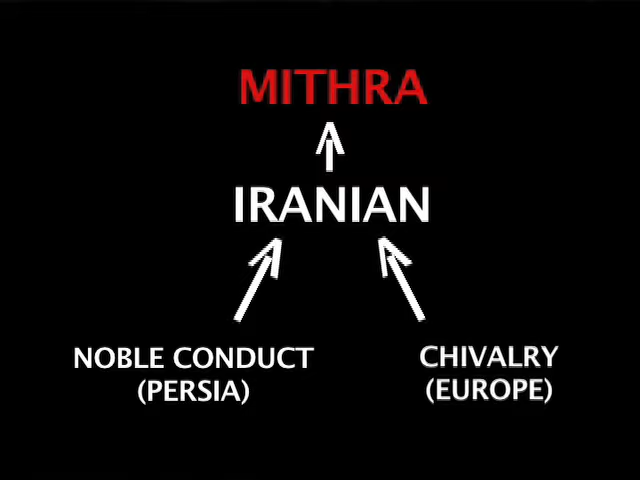 MITHRA
IRANIAN
NOBLE CONDUCT
(PERSIA)
CHIVALRY
(EUROPE)